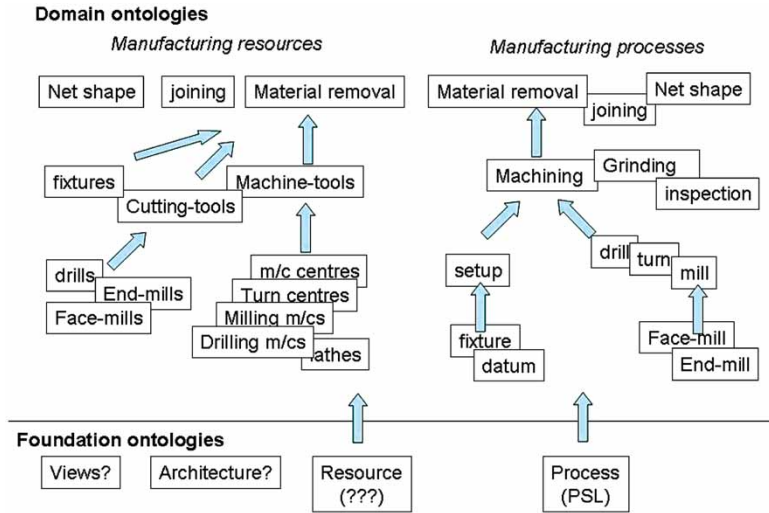 Domain ontologies
Manufacturing resources
Manufacturing processes
Net shape
joining
Material removal
Material removal
joining
Net shape
fixtures
Machine-tools
Cutting-tools
Machining
Grinding
inspection
drills
End-mills
Face-mills
m/c centres
Turn centres
Milling m/cs
Drilling m/cs
lathes
setup
drill
turn
mill
fixture
datum
Face-mill
End-mill
Foundation ontologies
Views?
Architecture?
Resource
(???)
Process
(PSL)